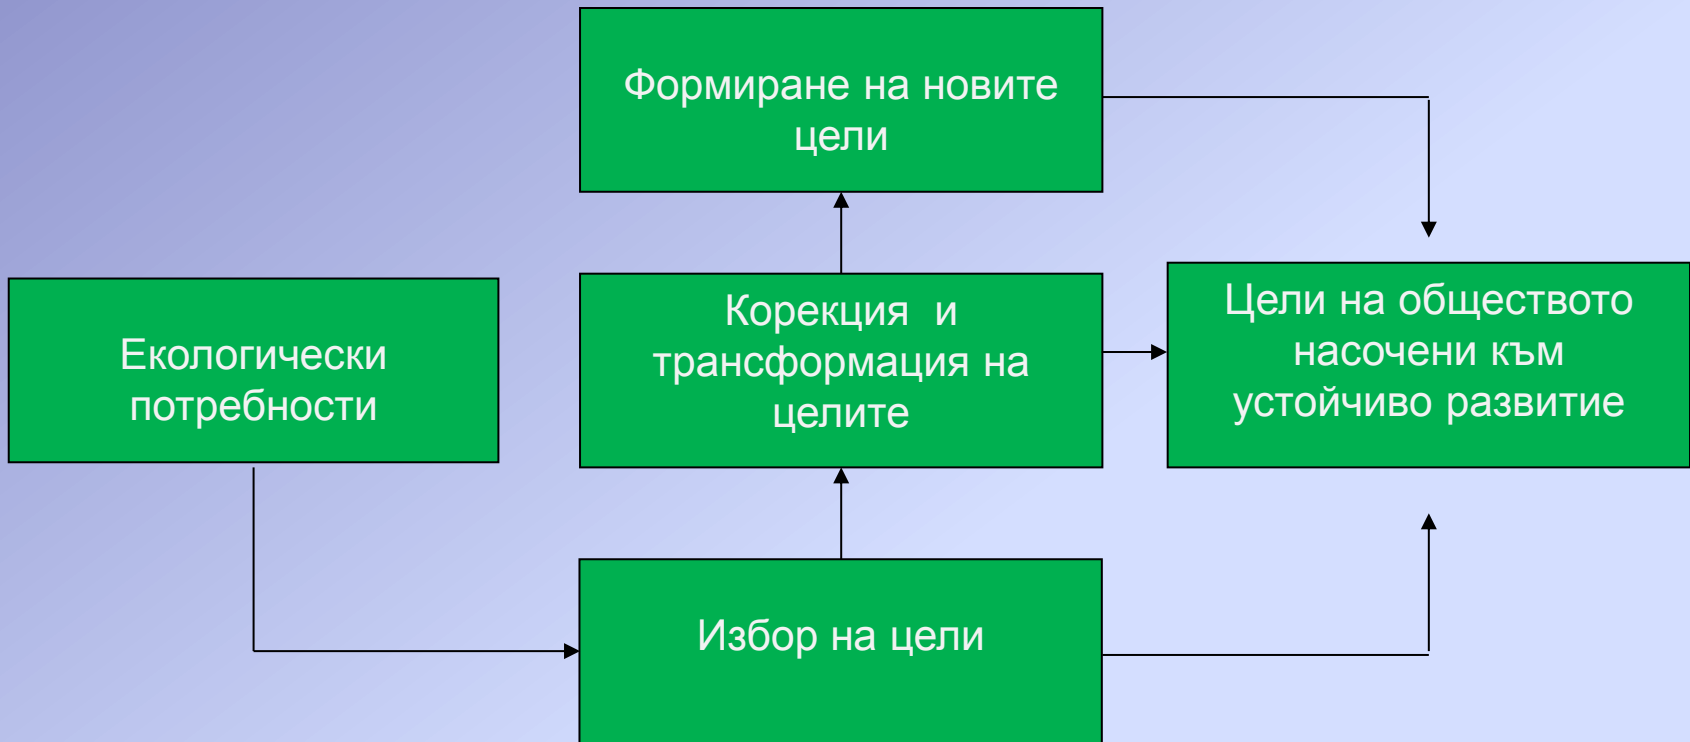 Формиране на новите
цели
Екологически
потребности
Корекция  и
трансформация на
целите
Цели на обществото
насочени към
устойчиво развитие
Избор на цели